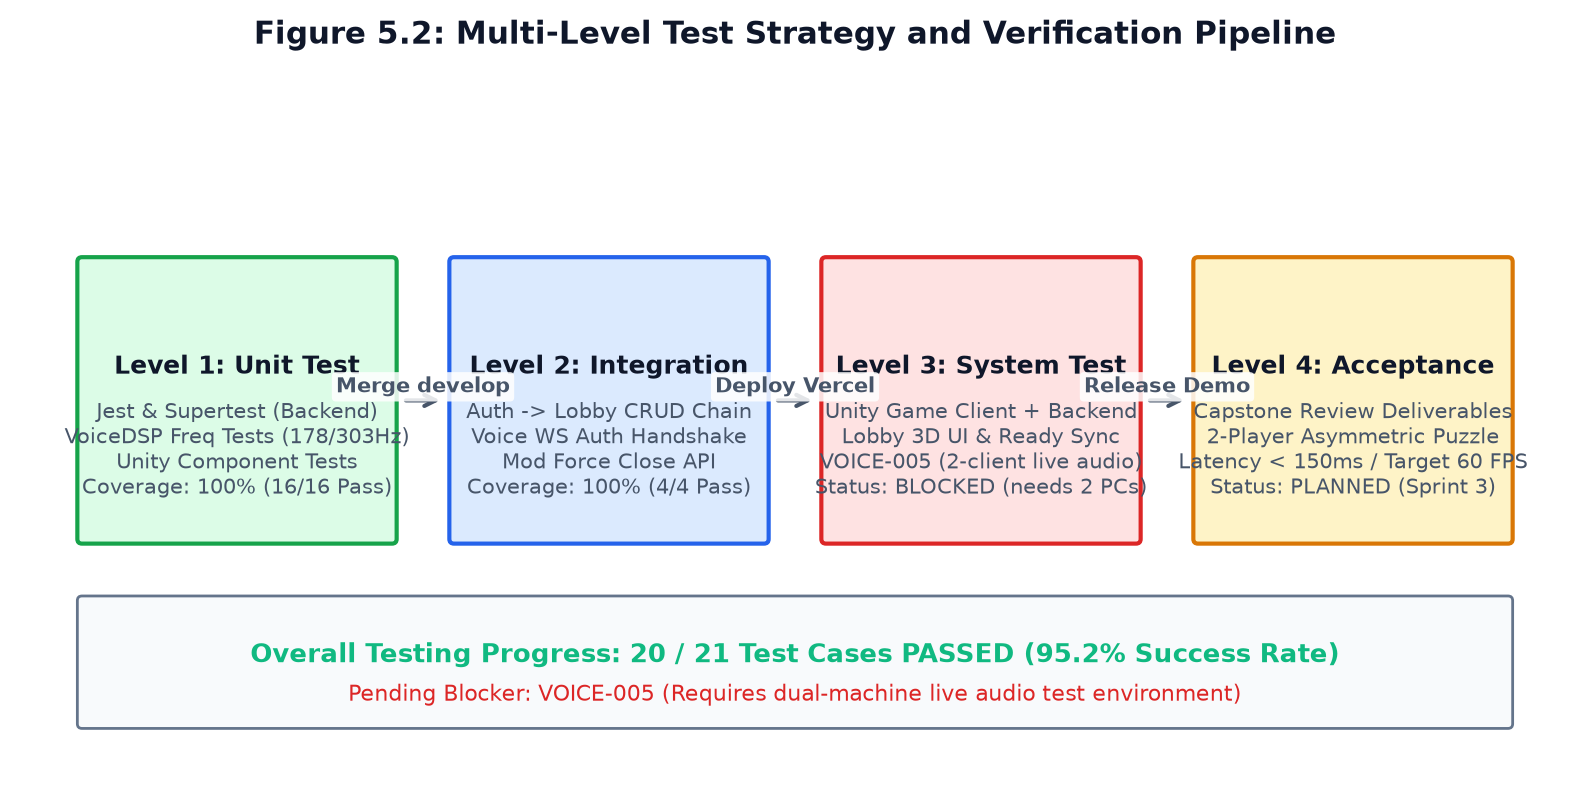 Figure 5.2: Multi-Level Test Strategy and Verification Pipeline
Level 1: Unit Test
Jest & Supertest (Backend)
VoiceDSP Freq Tests (178/303Hz)
Unity Component Tests
Coverage: 100% (16/16 Pass)
Merge develop
Level 2: Integration
Auth -> Lobby CRUD Chain
Voice WS Auth Handshake
Mod Force Close API
Coverage: 100% (4/4 Pass)
Deploy Vercel
Level 3: System Test
Unity Game Client + Backend
Lobby 3D UI & Ready Sync
VOICE-005 (2-client live audio)
Status: BLOCKED (needs 2 PCs)
Release Demo
Level 4: Acceptance
Capstone Review Deliverables
2-Player Asymmetric Puzzle
Latency < 150ms / Target 60 FPS
Status: PLANNED (Sprint 3)
Overall Testing Progress: 20 / 21 Test Cases PASSED (95.2% Success Rate)
Pending Blocker: VOICE-005 (Requires dual-machine live audio test environment)